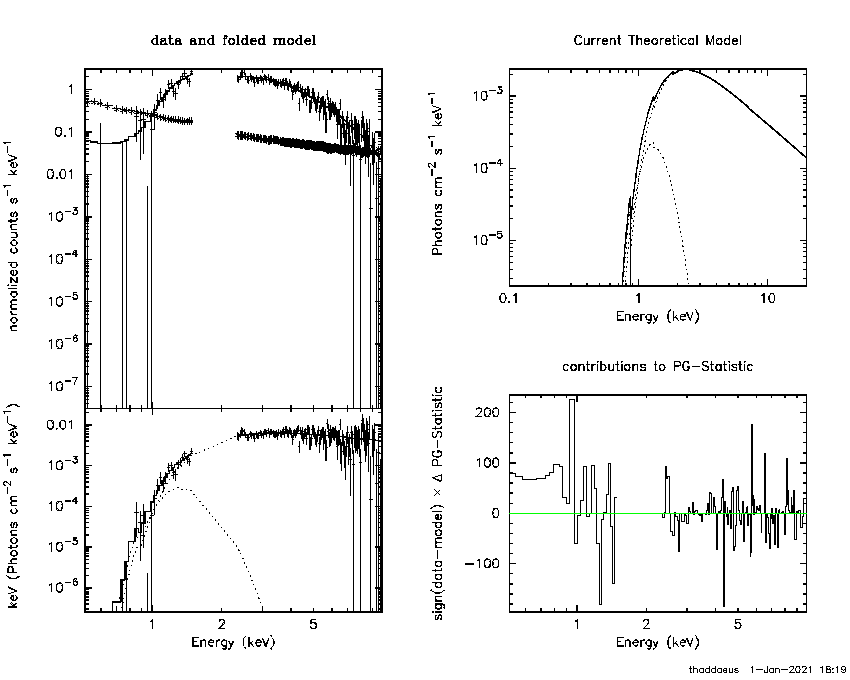 data and folded model
normalized counts s⁻¹ keV⁻¹
1
0.1
0.01
10⁻³
10⁻⁴
10⁻⁵
10⁻⁶
10⁻⁷
keV (Photons cm⁻² s⁻¹ keV⁻¹)
0.01
10⁻³
10⁻⁴
10⁻⁵
10⁻⁶
1 2 5
Energy (keV)
Current Theoretical Model
Photons cm⁻² s⁻¹ keV⁻¹
10⁻³
10⁻⁴
10⁻⁵
0.1 1 10
Energy (keV)
contributions to PG-Statistic
sign(data-model) × Δ PG-Statistic
200
100
0
-100
1 2 5
Energy (keV)
thaddaeus 1-Jan-2021 18:19